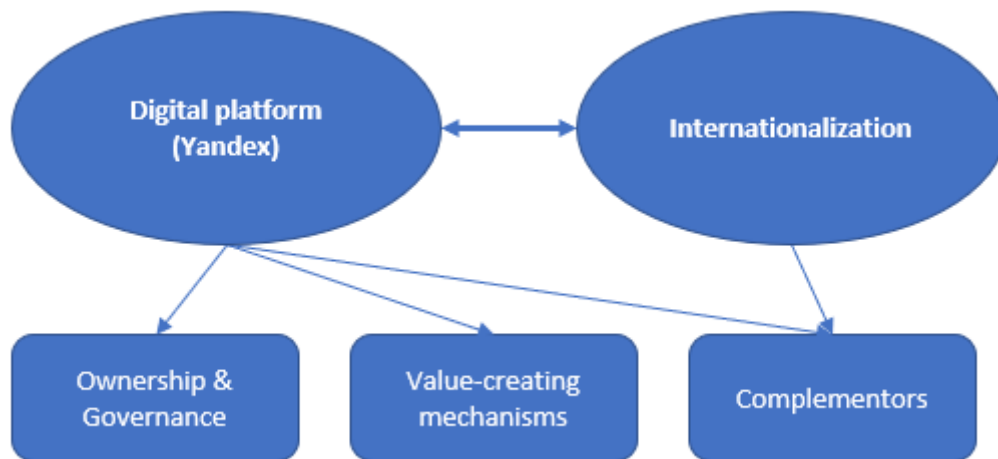 Digital platform
(Yandex)
Internationalization
Ownership &
Governance
Value-creating
mechanisms
Complementors